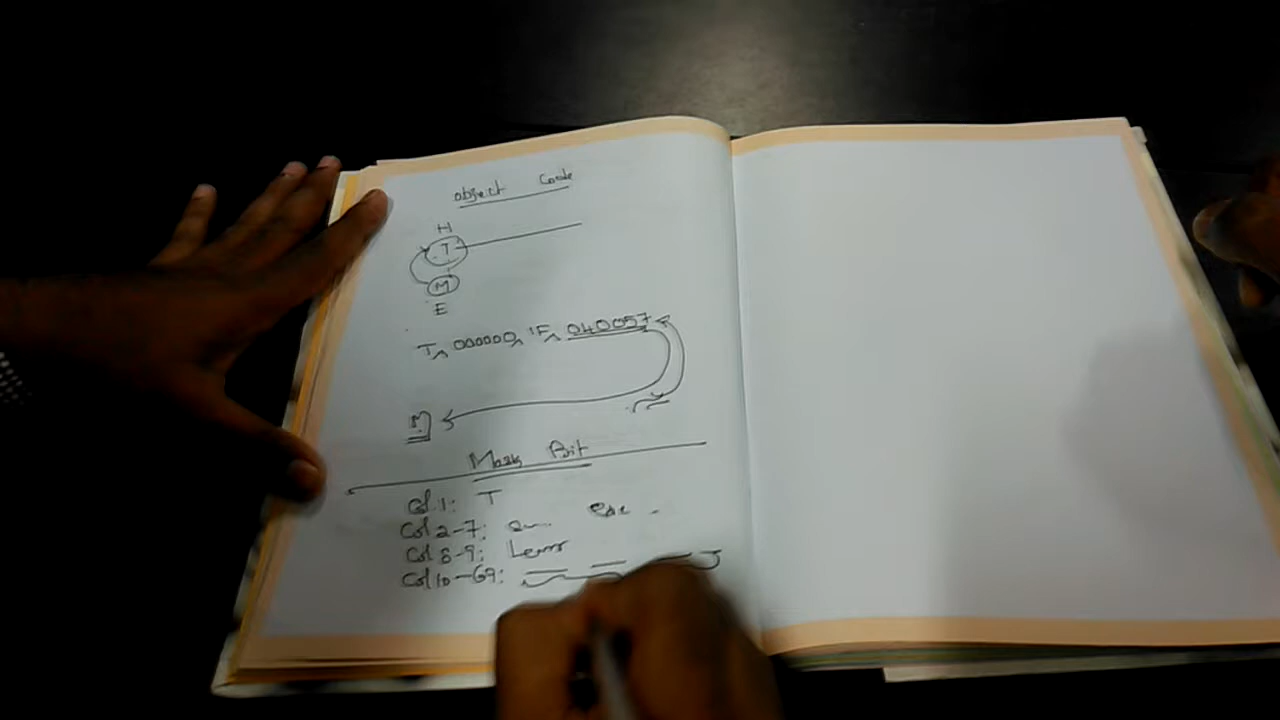 Object Code
H
T
M
E
T^ 000000^ 1E^ 040057
M
Mask Bit
Col 1: T
Col 2-7:
Col 8-9:
Col 10-69: